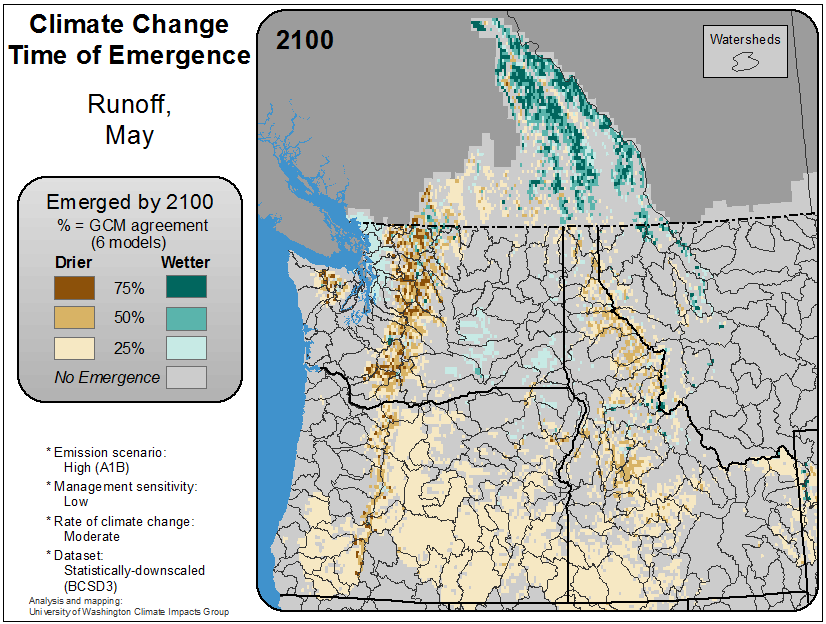 Climate Change
Time of Emergence
Runoff,
May
Emerged by 2100
% = GCM agreement
(6 models)
Drier Wetter
75%
50%
25%
No Emergence
* Emission scenario:
High (A1B)
* Management sensitivity:
Low
* Rate of climate change:
Moderate
* Dataset:
Statistically-downscaled
(BCSD3)
Analysis and mapping:
University of Washington Climate Impacts Group
2100
Watersheds